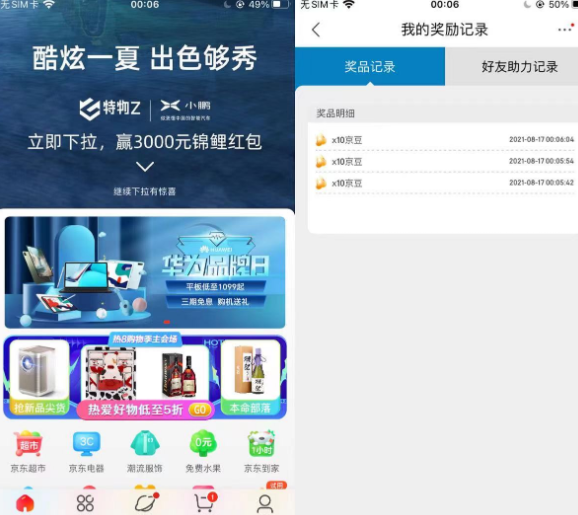 无SIM卡
00:06
49%
酷炫一夏 出色够秀
特物Z
小鹏
立即下拉，赢3000元锦鲤红包
继续下拉有惊喜
HUAWEI
华为品牌日
平板低至1099起
三期免息 购机送礼
热8购物季主会场
HOT
抢新品尖货
热爱好物低至5折
GO
本命部落
超市
3C
0元
1小时
京东超市
京东电器
潮流服饰
免费水果
京东到家
1
无SIM卡
00:06
50%
我的奖励记录
奖品记录
好友助力记录
奖品明细
x10京豆
2021-08-17 00:06:04
x10京豆
2021-08-17 00:05:54
x10京豆
2021-08-17 00:05:42